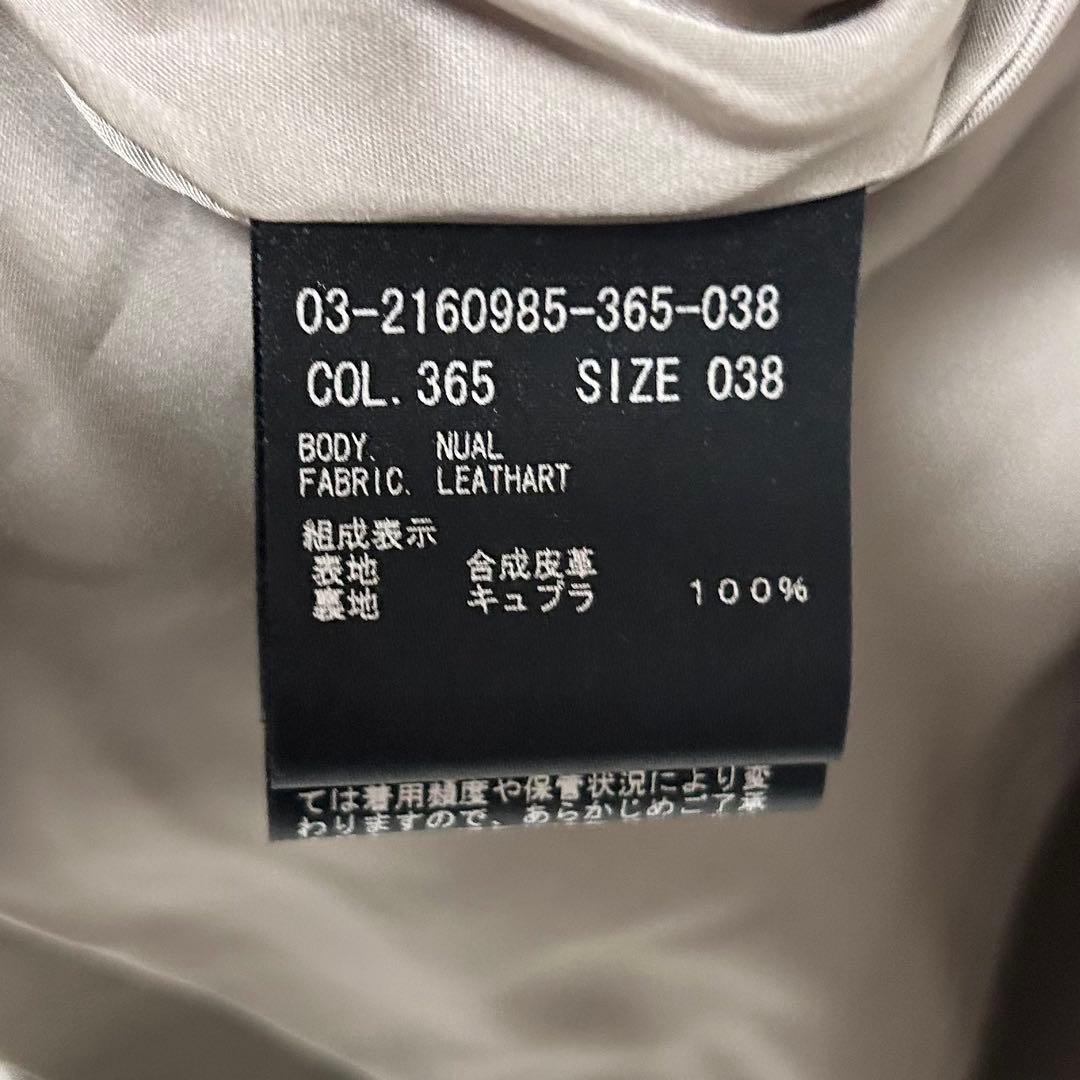 03-2160985-365-038
COL. 365 SIZE 038
BODY. NUAL
FABRIC. LEATHART
組成表示
表地 合成皮革
裏地 キュプラ 100%
ては着用頻度や保管状況により変
わりますので、あらかじめご了承